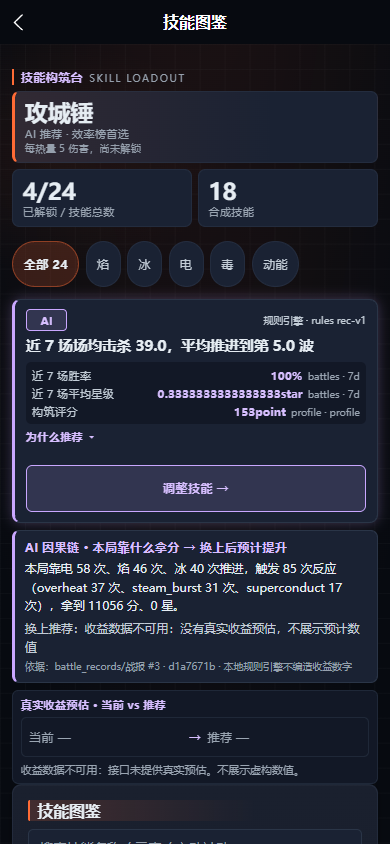 技能图鉴
技能构筑台 SKILL LOADOUT
攻城锤
AI 推荐 · 效率榜首选
每热量 5 伤害，尚未解锁
4/24
已解锁 / 技能总数
18
合成技能
全部 24
焰
冰
电
毒
动能
AI
规则引擎 · rules rec-v1
近 7 场场均击杀 39.0，平均推进到第 5.0 波
近 7 场胜率 100% battles · 7d
近 7 场平均星级 0.3333333333333333star battles · 7d
构筑评分 153point profile · profile
为什么推荐
调整技能 →
AI 因果链 · 本局靠什么拿分 → 换上后预计提升
本局靠电 58 次、焰 46 次、冰 40 次推进，触发 85 次反应
（overheat 37 次、steam_burst 31 次、superconduct 17
次），拿到 11056 分、0 星。
换上推荐：收益数据不可用：没有真实收益预估，不展示预计数
值
依据：battle_records/战报 #3 · d1a7671b · 本地规则引擎不编造收益数字
真实收益预估 · 当前 vs 推荐
当前 — → 推荐 —
收益数据不可用：接口未提供真实预估。不展示虚构数值。
技能图鉴